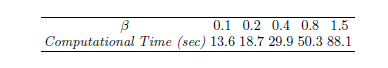 β 0.1 0.2 0.4 0.8 1.5
Computational Time (sec) 13.6 18.7 29.9 50.3 88.1